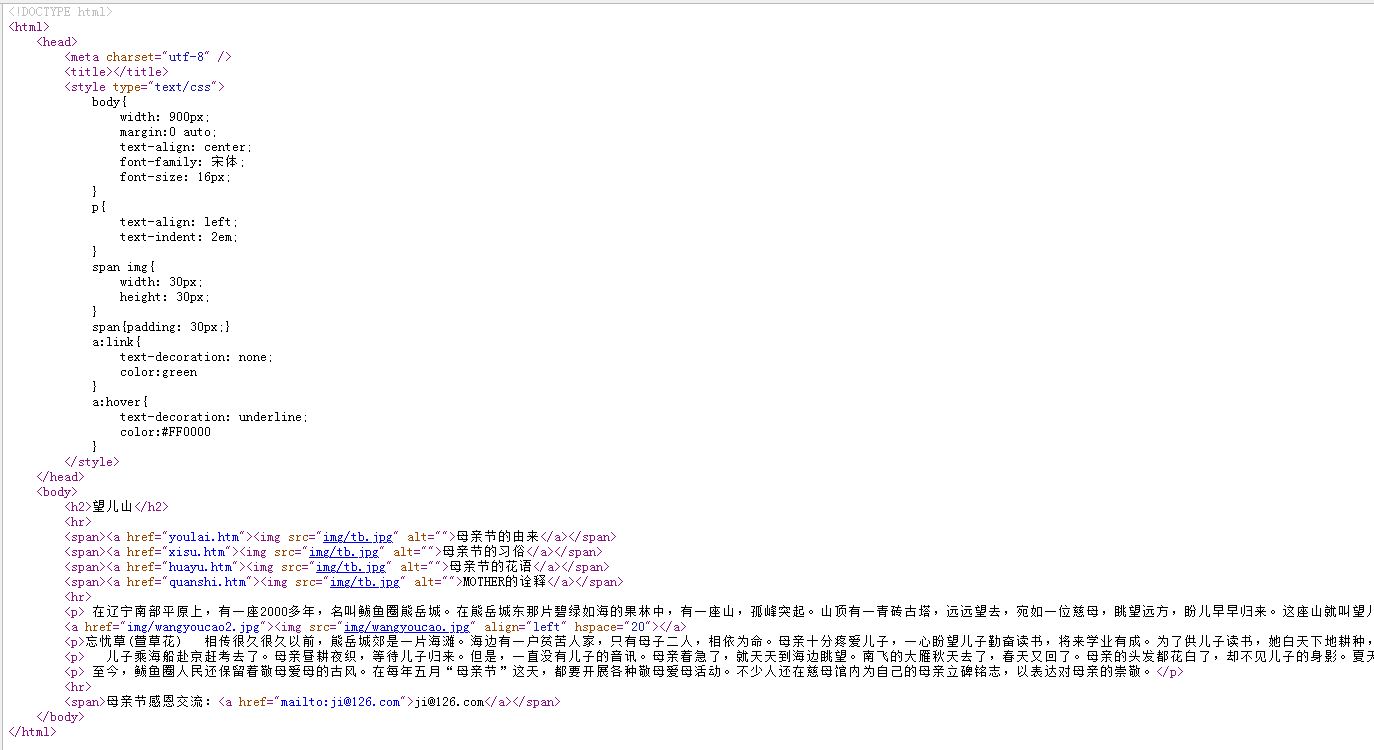 <!DOCTYPE html>
<html>
<head>
<meta charset="utf-8" />
<title></title>
<style type="text/css">
body{
width: 900px;
margin:0 auto;
text-align: center;
font-family: 宋体;
font-size: 16px;
}
p{
text-align: left;
text-indent: 2em;
}
span img{
width: 30px;
height: 30px;
}
span{padding: 30px;}
a:link{
text-decoration: none;
color:green
}
a:hover{
text-decoration: underline;
color:#FF0000
}
</style>
</head>
<body>
<h2>望儿山</h2>
<hr>
<span><a href="youlai.htm"><img src="img/tb.jpg" alt="">母亲节的由来</a></span>
<span><a href="xisu.htm"><img src="img/tb.jpg" alt="">母亲节的习俗</a></span>
<span><a href="huayu.htm"><img src="img/tb.jpg" alt="">母亲节的花语</a></span>
<span><a href="quanshi.htm"><img src="img/tb.jpg" alt="">MOTHER的诠释</a></span>
<hr>
<p> 在辽宁南部平原上，有一座2000多年，名叫鲅鱼圈熊岳城。在熊岳城东那片碧绿如海的果林中，有一座山，孤峰突起。山顶有一青砖古塔，远远望去，宛如一位慈母，眺望远方，盼儿早早归来。这座山就叫望儿
<a href="img/wangyoucao2.jpg"><img src="img/wangyoucao.jpg" align="left" hspace="20"></a>
<p>忘忧草(萱草花) 相传很久很久以前，熊岳城郊是一片海滩。海边有一户贫苦人家，只有母子二人，相依为命。母亲十分疼爱儿子，一心盼望儿子勤奋读书，将来学业有成。为了供儿子读书，她白天下地耕种，
<p> 儿子乘海船赴京赶考去了。母亲昼耕夜织，等待儿子归来。但是，一直没有儿子的音讯。母亲着急了，就天天到海边眺望。南飞的大雁秋天去了，春天又回了。母亲的头发都花白了，却不见儿子的身影。夏天
<p> 至今，鲅鱼圈人民还保留着敬母爱母的古风。在每年五月“母亲节”这天，都要开展各种敬母爱母活动。不少人还在慈母馆内为自己的母亲立碑铭志，以表达对母亲的崇敬。</p>
<hr>
<span>母亲节感恩交流：<a href="mailto:ji@126.com">ji@126.com</a></span>
</body>
</html>